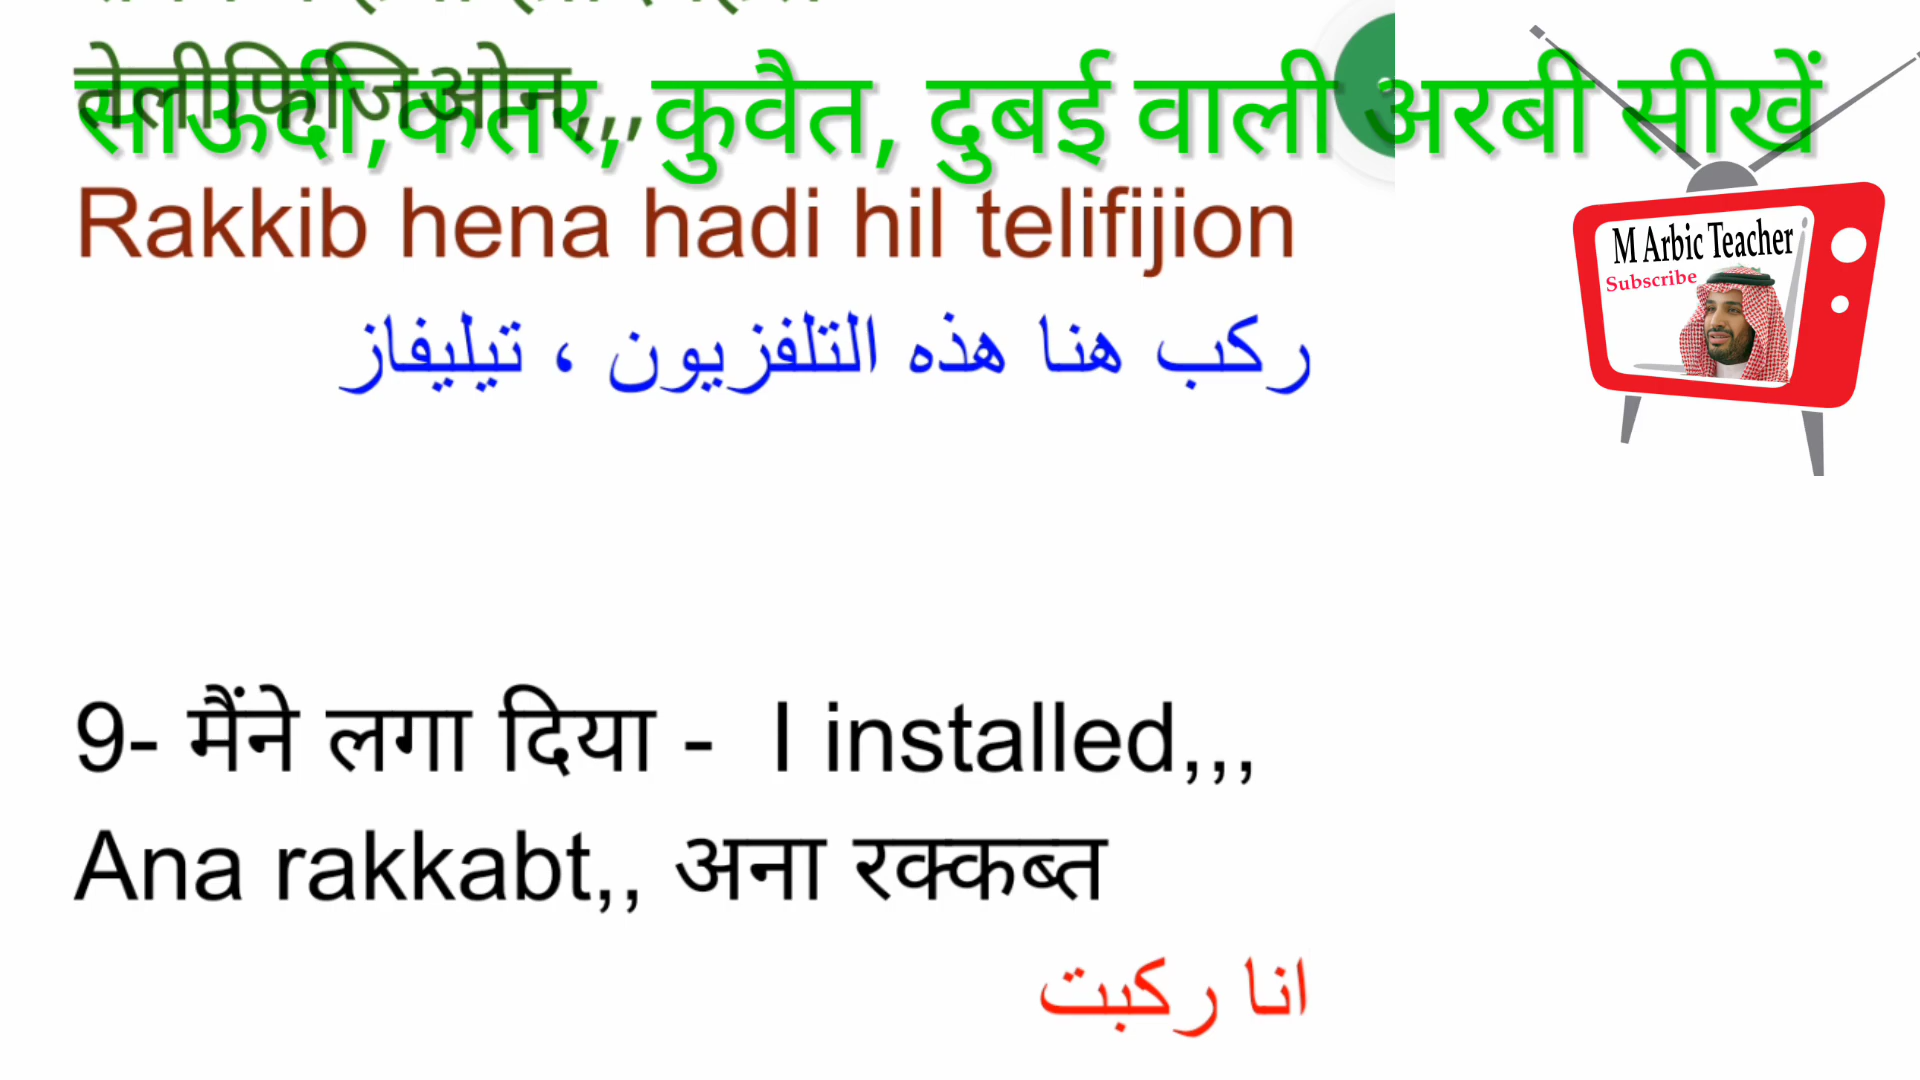 तेलीफिजिओन,,,
साऊदी,कतर, कुवैत, दुबई वाली अरबी सीखें
Rakkib hena hadi hil telifijion
ركب هنا هذه التلفزيون ، تيليفاز
M Arbic Teacher
Subscribe
9- मैंने लगा दिया - I installed,,,
Ana rakkabt,, अना रक्कब्त
انا ركبت